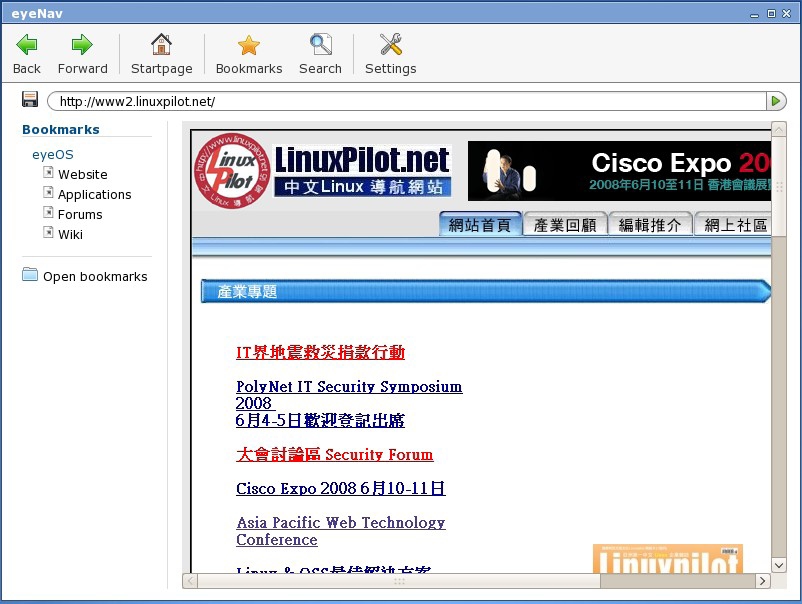 eyeNav
Back Forward Startpage Bookmarks Search Settings
http://www2.linuxpilot.net/
Bookmarks
eyeOS
Website
Applications
Forums
Wiki
Open bookmarks
http://www.linuxpilot.net
Linux Pilot
中文 Linux 導航網
LinuxPilot.net
中文Linux 導航網站
Cisco Expo 20
2008年6月10至11日 香港會議展
網站首頁 產業回顧 編輯推介 網上社區
產業專題
IT界地震救災捐款行動
PolyNet IT Security Symposium
2008
6月4-5日歡迎登記出席
大會討論區 Security Forum
Cisco Expo 2008 6月10-11日
Asia Pacific Web Technology
Conference
Linux & OSS最佳解決方案
Linuxpilot